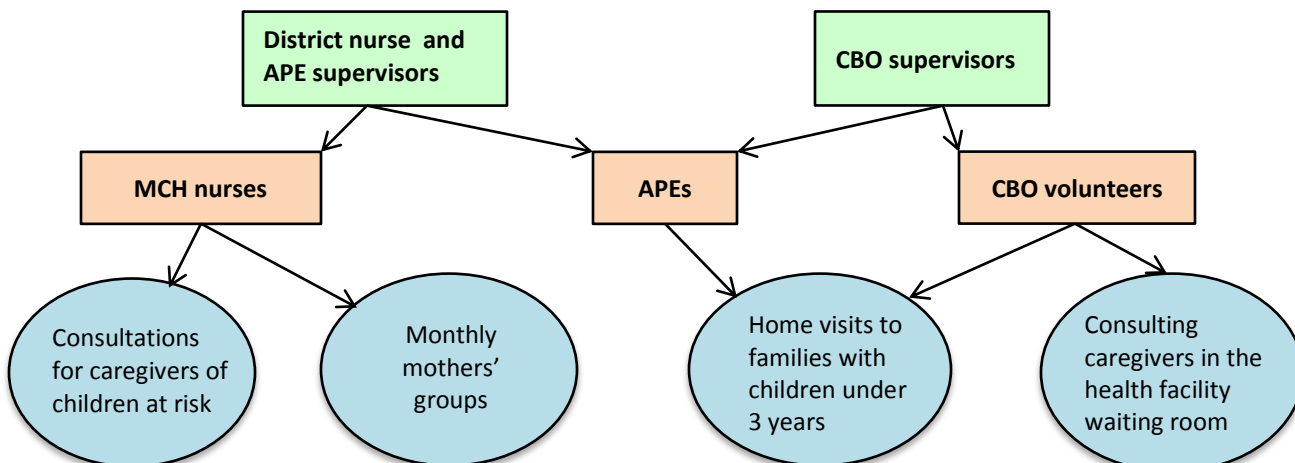 District nurse and
APE supervisors
CBO supervisors
MCH nurses
APEs
CBO volunteers
Consultations
for caregivers of
children at risk
Monthly
mothers’
groups
Home visits to
families with
children under
3 years
Consulting
caregivers in the
health facility
waiting room